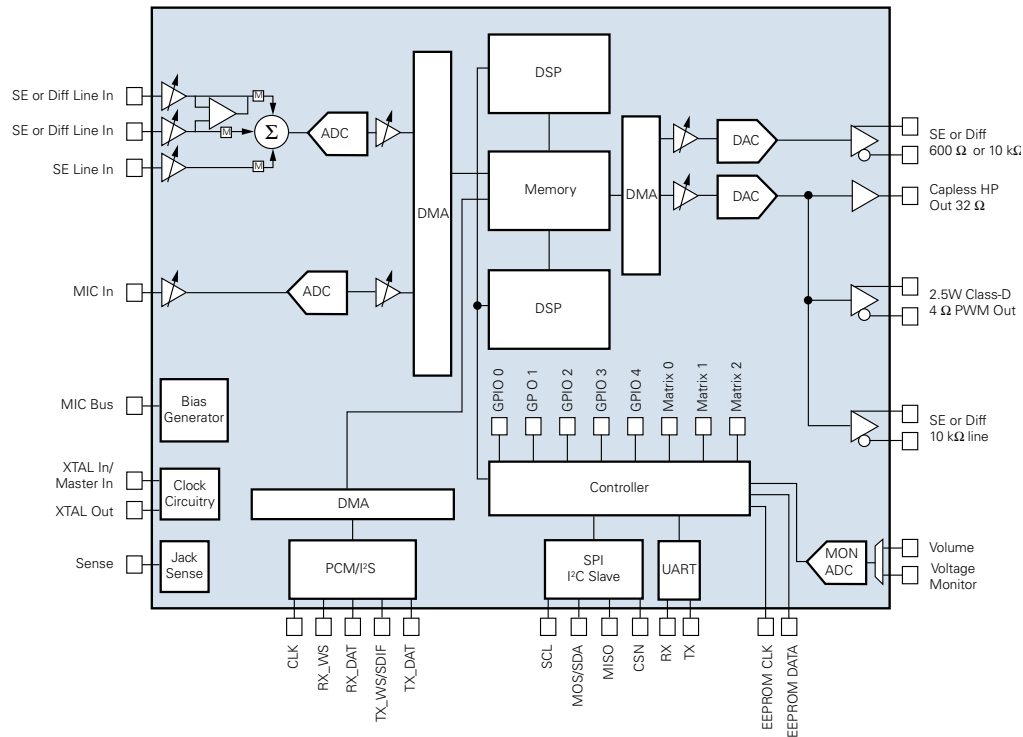 SE or Diff Line In
SE or Diff Line In
SE Line In
MIC In
MIC Bus
XTAL In/
Master In
XTAL Out
Sense
M
M
M
Σ
ADC
ADC
DMA
DSP
Memory
DSP
DMA
DAC
DAC
SE or Diff
600 Ω or 10 kΩ
Capless HP
Out 32 Ω
2.5W Class-D
4 Ω PWM Out
SE or Diff
10 kΩ line
Bias
Generator
Clock
Circuitry
Jack
Sense
GPIO 0
GP O 1
GPIO 2
GPIO 3
GPIO 4
Matrix 0
Matrix 1
Matrix 2
Controller
DMA
PCM/I²S
SPI
I²C Slave
UART
MON
ADC
Volume
Voltage
Monitor
CLK
RX_WS
RX_DAT
TX_WS/SDIF
TX_DAT
SCL
MOS/SDA
MISO
CSN
RX
TX
EEPROM CLK
EEPROM DATA